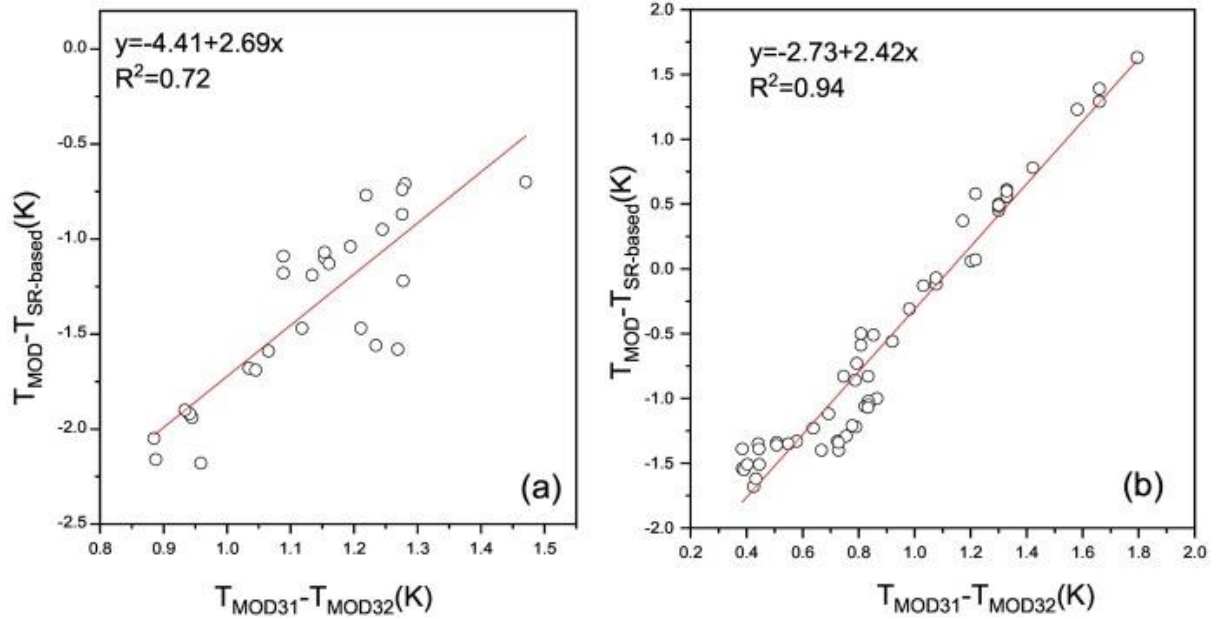 y=-4.41+2.69x
R²=0.72
0.0
-0.5
-1.0
-1.5
-2.0
-2.5
0.8 0.9 1.0 1.1 1.2 1.3 1.4 1.5
T_MOD-T_SR-based(K)
T_MOD31-T_MOD32(K)
(a)
y=-2.73+2.42x
R²=0.94
2.0
1.5
1.0
0.5
0.0
-0.5
-1.0
-1.5
-2.0
0.2 0.4 0.6 0.8 1.0 1.2 1.4 1.6 1.8 2.0
T_MOD-T_SR-based(K)
T_MOD31-T_MOD32(K)
(b)